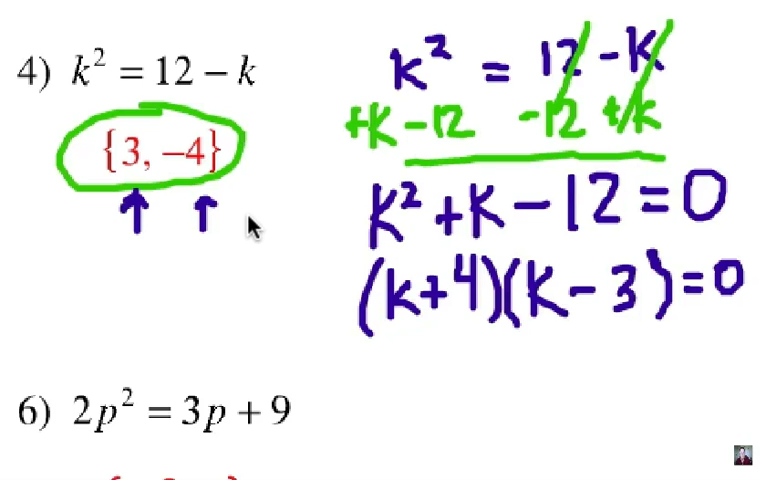 4) k² = 12 − k
{3, −4}
k² = 12 -k
+k -12 -12 +k
k² +k -12 = 0
(k+4)(k-3)=0
6) 2p² = 3p + 9